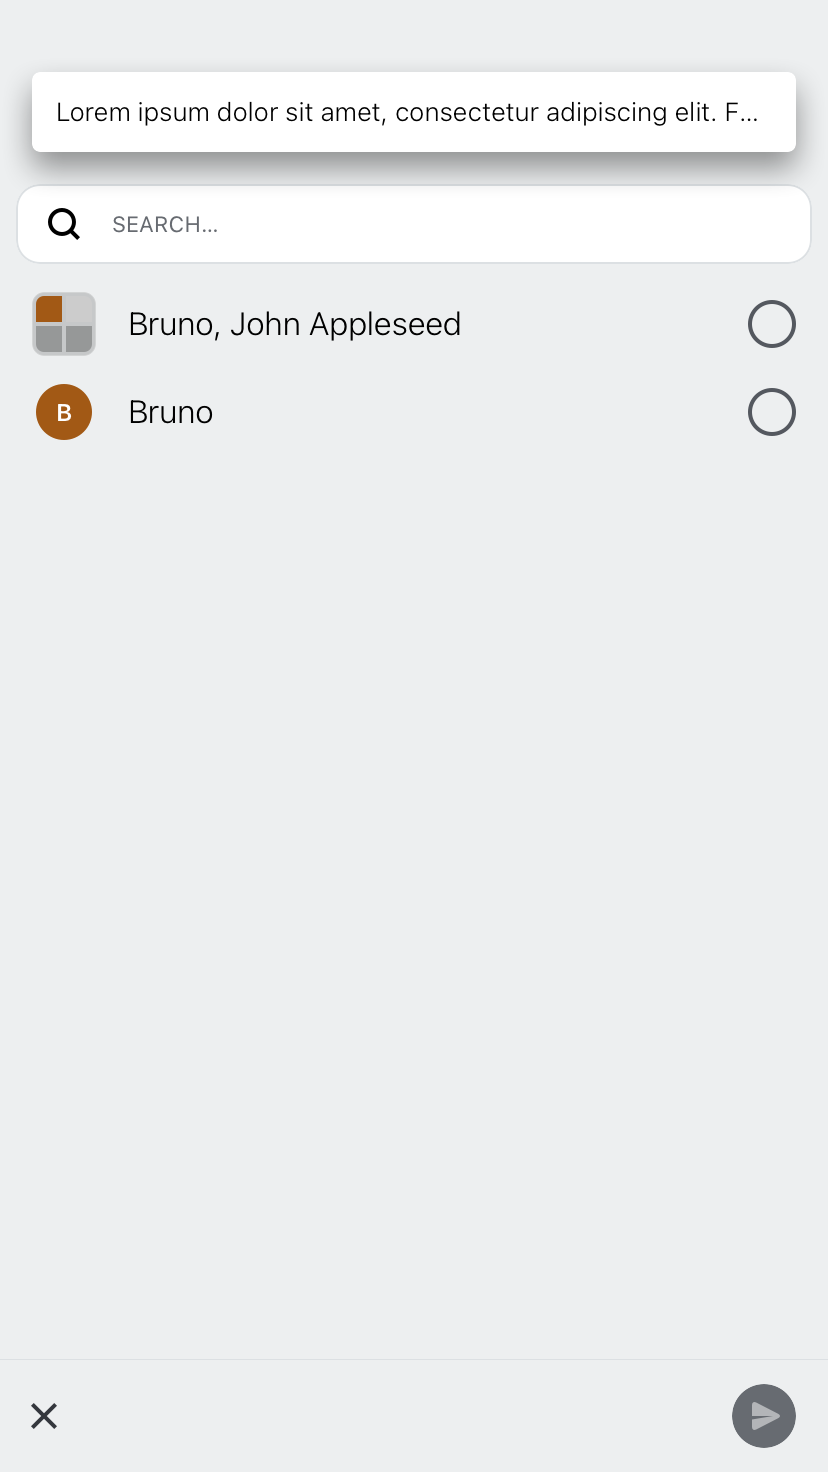 Lorem ipsum dolor sit amet, consectetur adipiscing elit. F...
SEARCH...
Bruno, John Appleseed
B
Bruno